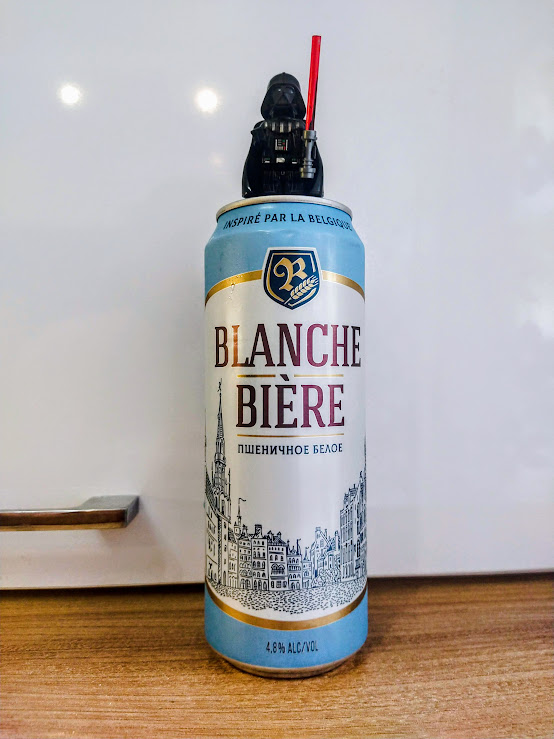 INSPIRÉ PAR LA BELGIQUE
R
BLANCHE
BIÈRE
ПШЕНИЧНОЕ БЕЛОЕ
4,8% ALC/VOL